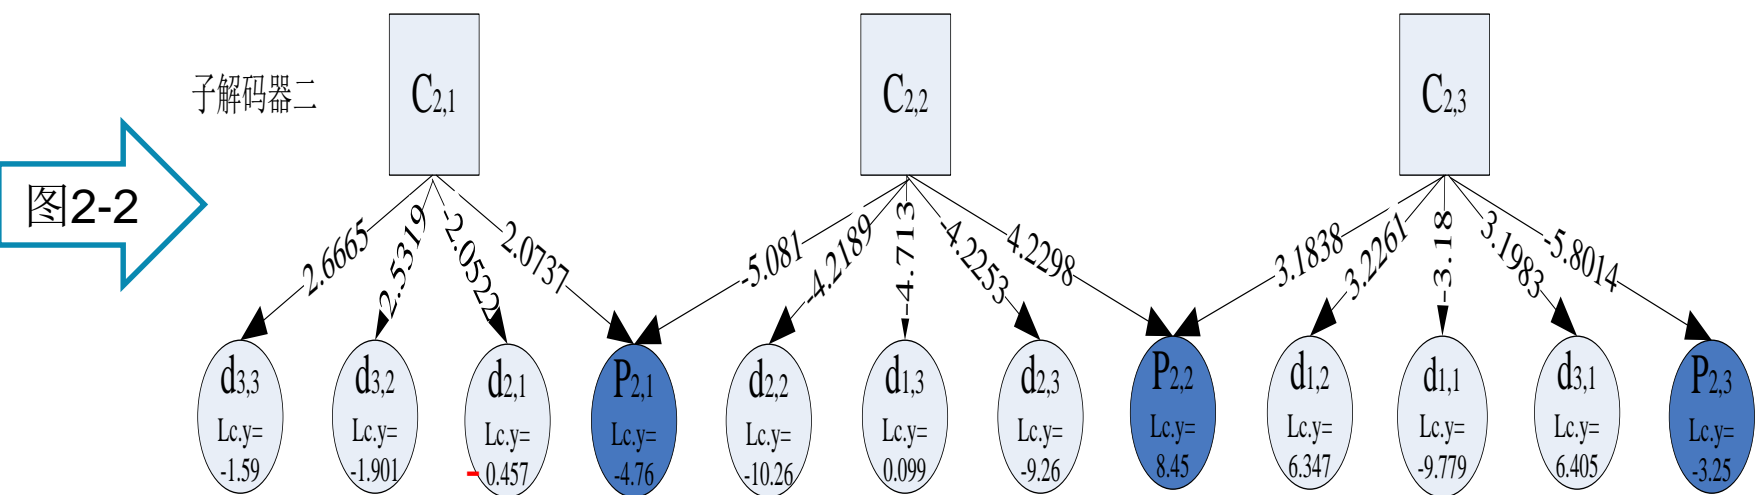 子解码器二
图2-2
C2,1
C2,2
C2,3
2.6665
2.5319
-2.0522
2.0737
-5.081
-4.2189
-4.713
-4.2253
4.2298
3.1838
3.2261
-3.18
3.1983
-5.8014
d3,3
Lc.y=
-1.59
d3,2
Lc.y=
-1.901
d2,1
Lc.y=
- 0.457
P2,1
Lc.y=
-4.76
d2,2
Lc.y=
-10.26
d1,3
Lc.y=
0.099
d2,3
Lc.y=
-9.26
P2,2
Lc.y=
8.45
d1,2
Lc.y=
6.347
d1,1
Lc.y=
-9.779
d3,1
Lc.y=
6.405
P2,3
Lc.y=
-3.25